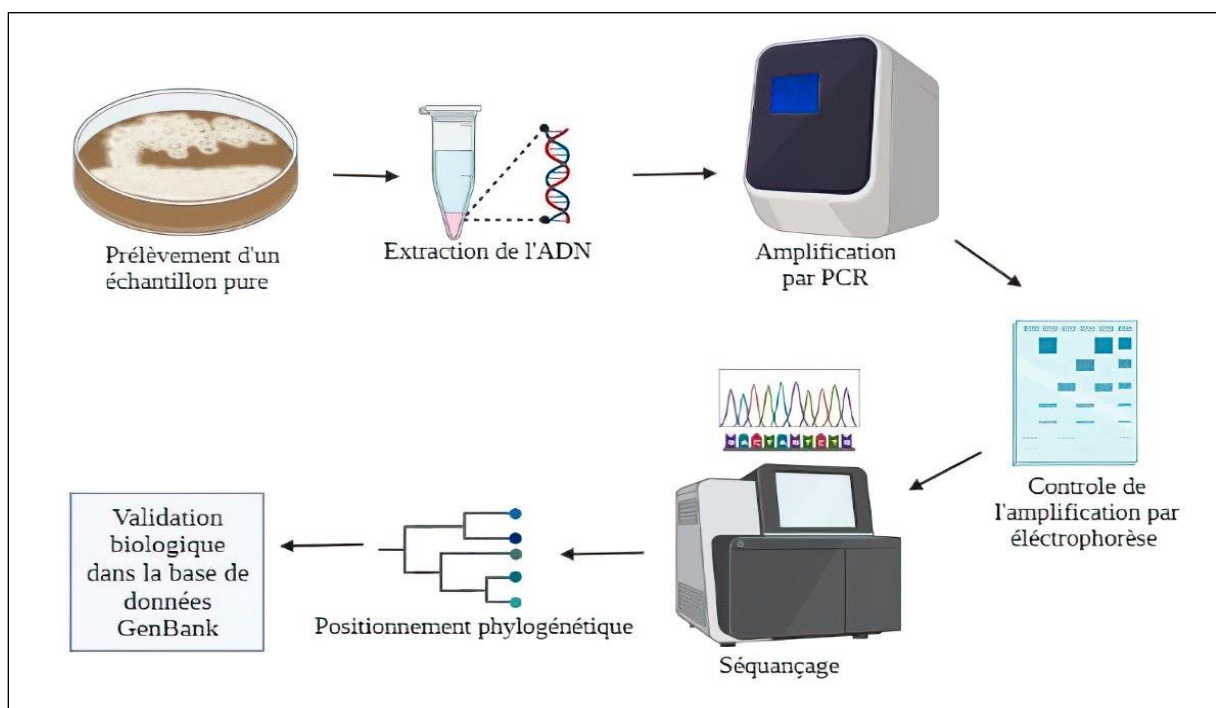 Prélèvement d'un
échantillon pure
Extraction de l'ADN
Amplification
par PCR
Controle de
l'amplification par
éléctrophorèse
Séquançage
Positionnement phylogénétique
Validation
biologique
dans la base de
données
GenBank